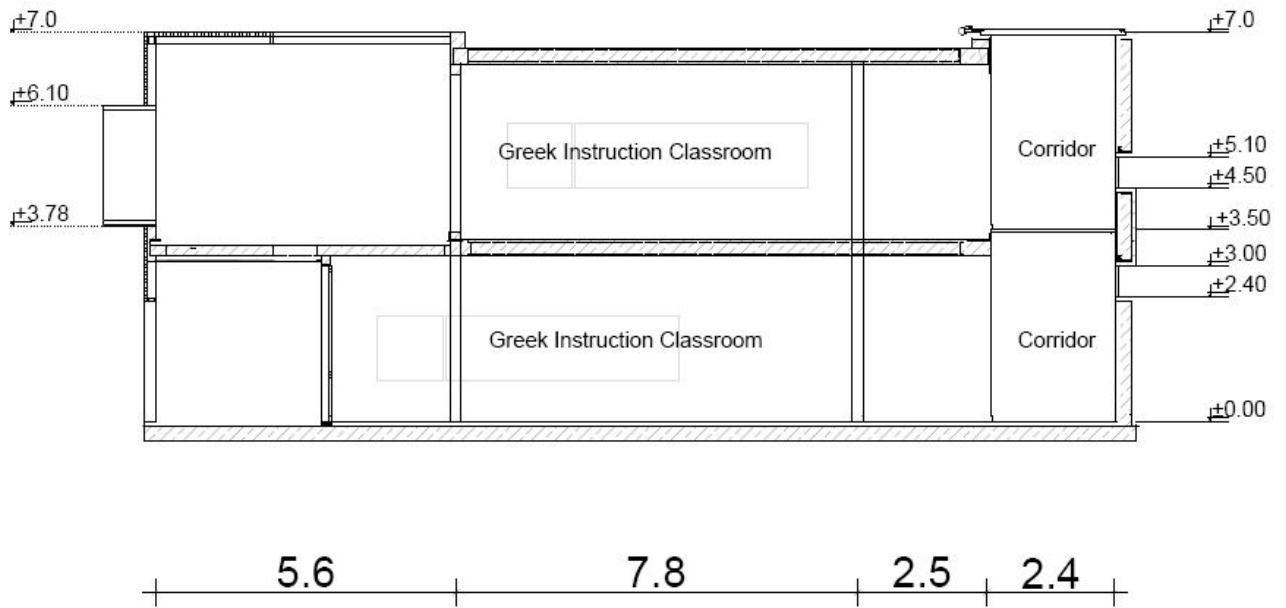 +7.0
+7.0
+6.10
Greek Instruction Classroom
Corridor
+5.10
+4.50
+3.78
+3.50
+3.00
+2.40
Greek Instruction Classroom
Corridor
±0.00
5.6 7.8 2.5 2.4